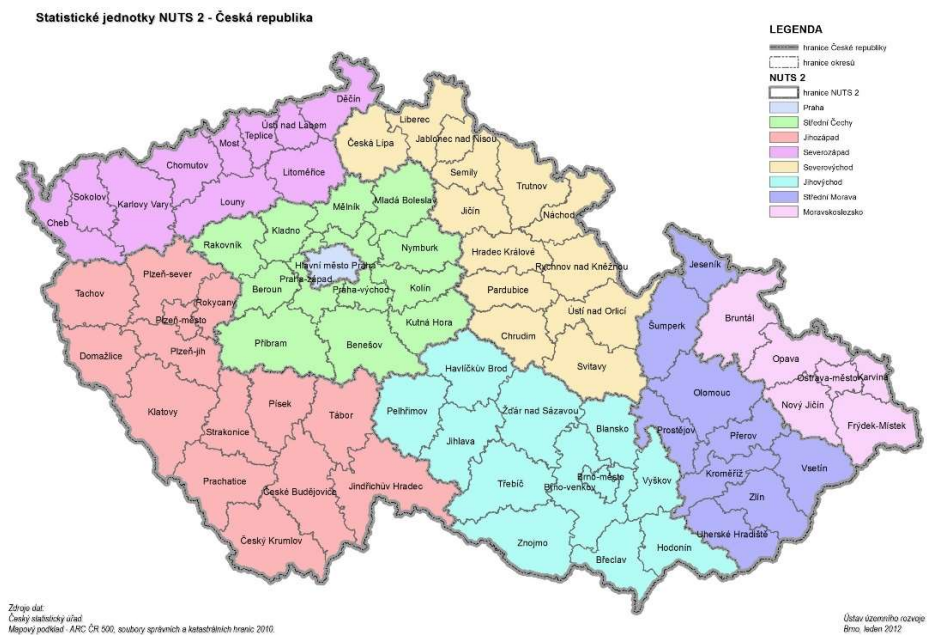 Statistické jednotky NUTS 2 - Česká republika
LEGENDA
hranice České republiky
hranice okresů
NUTS 2
hranice NUTS 2
Praha
Střední Čechy
Jihozápad
Severozápad
Severovýchod
Jihovýchod
Střední Morava
Moravskoslezsko
Děčín
Liberec
Ústí nad Labem
Teplice
Jablonec nad Nisou
Most
Česká Lípa
Chomutov
Litoměřice
Semily
Trutnov
Sokolov
Karlovy Vary
Louny
Mělník
Mladá Boleslav
Jičín
Náchod
Cheb
Kladno
Rakovník
Nymburk
Hradec Králové
Hlavní město Praha
Rychnov nad Kněžnou
Jeseník
Plzeň-sever
Praha-západ
Tachov
Beroun
Praha-východ
Kolín
Pardubice
Rokycany
Ústí nad Orlicí
Bruntál
Plzeň-město
Kutná Hora
Šumperk
Chrudim
Příbram
Benešov
Plzeň-jih
Domažlice
Opava
Svitavy
Havlíčkův Brod
Ostrava-město
Karviná
Olomouc
Písek
Nový Jičín
Klatovy
Pelhřimov
Žďár nad Sázavou
Tábor
Frýdek-Místek
Blansko
Prostějov
Strakonice
Přerov
Jihlava
Vsetín
Kroměříž
Prachatice
Třebíč
Brno-město
Vyškov
Jindřichův Hradec
Brno-venkov
České Budějovice
Zlín
Uherské Hradiště
Český Krumlov
Znojmo
Hodonín
Břeclav
Zdroje dat:
Český statistický úřad
Mapový podklad - ARC ČR 500, soubory správních a katastrálních hranic 2010.
Ústav územního rozvoje
Brno, leden 2012